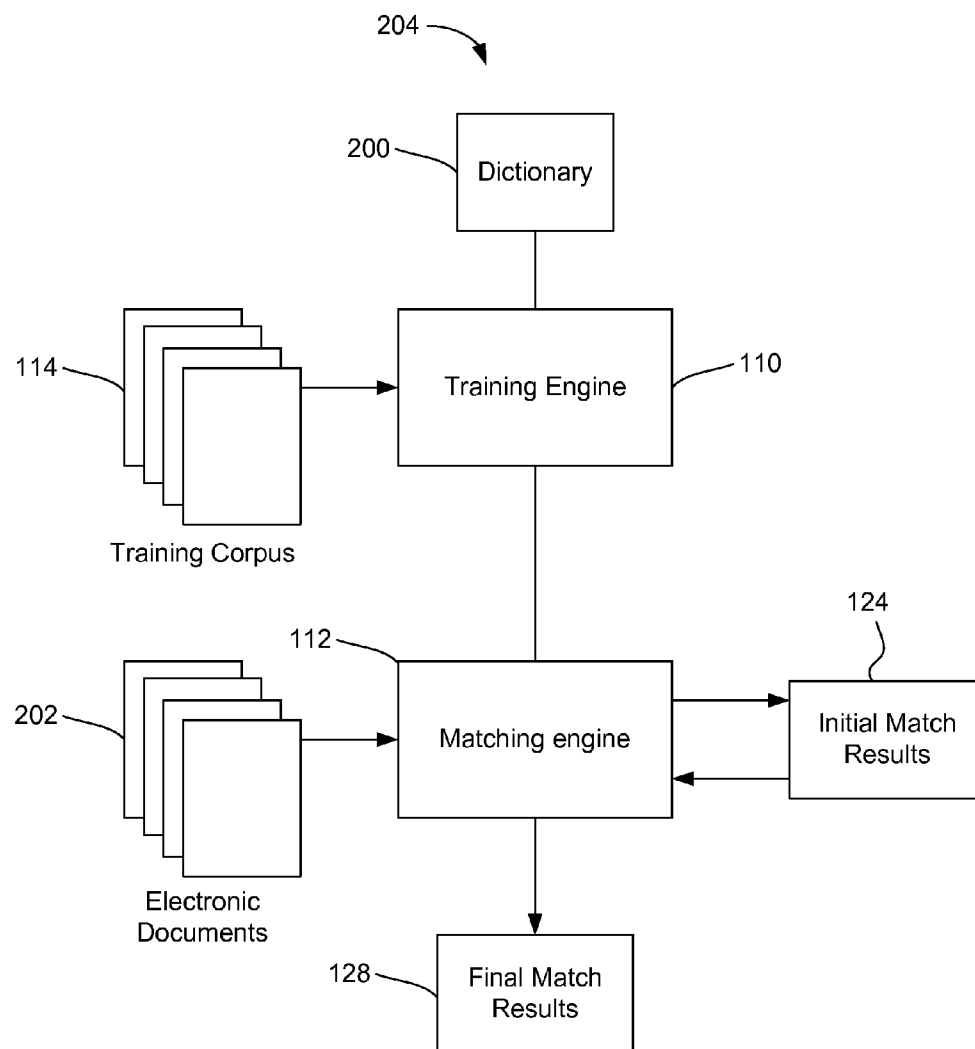 204
200
Dictionary
114
Training Engine
110
Training Corpus
112
124
202
Matching engine
Initial Match
Results
Electronic
Documents
128
Final Match
Results